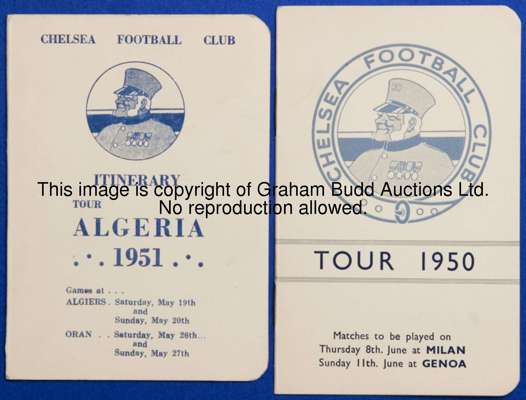 CHELSEA FOOTBALL CLUB
ITINERARY
TOUR
ALGERIA
1951
Games at . . .
ALGIERS . Saturday, May 19th
and
Sunday, May 20th
ORAN . . Saturday, May 26th...
and
Sunday, May 27th
CHELSEA FOOTBALL CLUB
TOUR 1950
Matches to be played on
Thursday 8th. June at MILAN
Sunday 11th. June at GENOA
This image is copyright of Graham Budd Auctions Ltd.
No reproduction allowed.